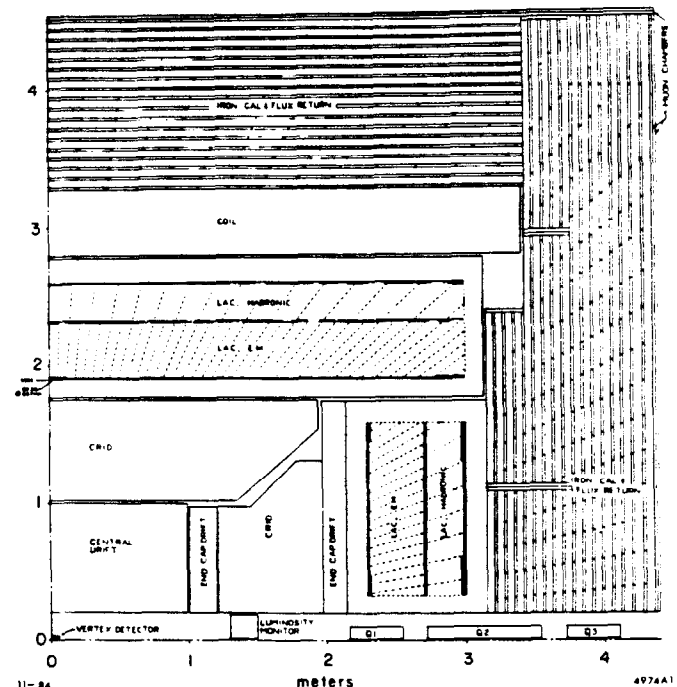 4
IRON CAL & FLUX RETURN
MUON CHAMBERS
3
COIL
LAC. HADRONIC
LAC. EM
2
CRID
LAC. EM
LAC. HADRONIC
IRON CAL &
FLUX RETURN
1
CENTRAL
DRIFT
END CAP DRIFT
CRID
END CAP DRIFT
VERTEX DETECTOR
LUMINOSITY
MONITOR
Q1
Q2
Q3
0
0
1
2
3
4
11-84
meters
4974A1